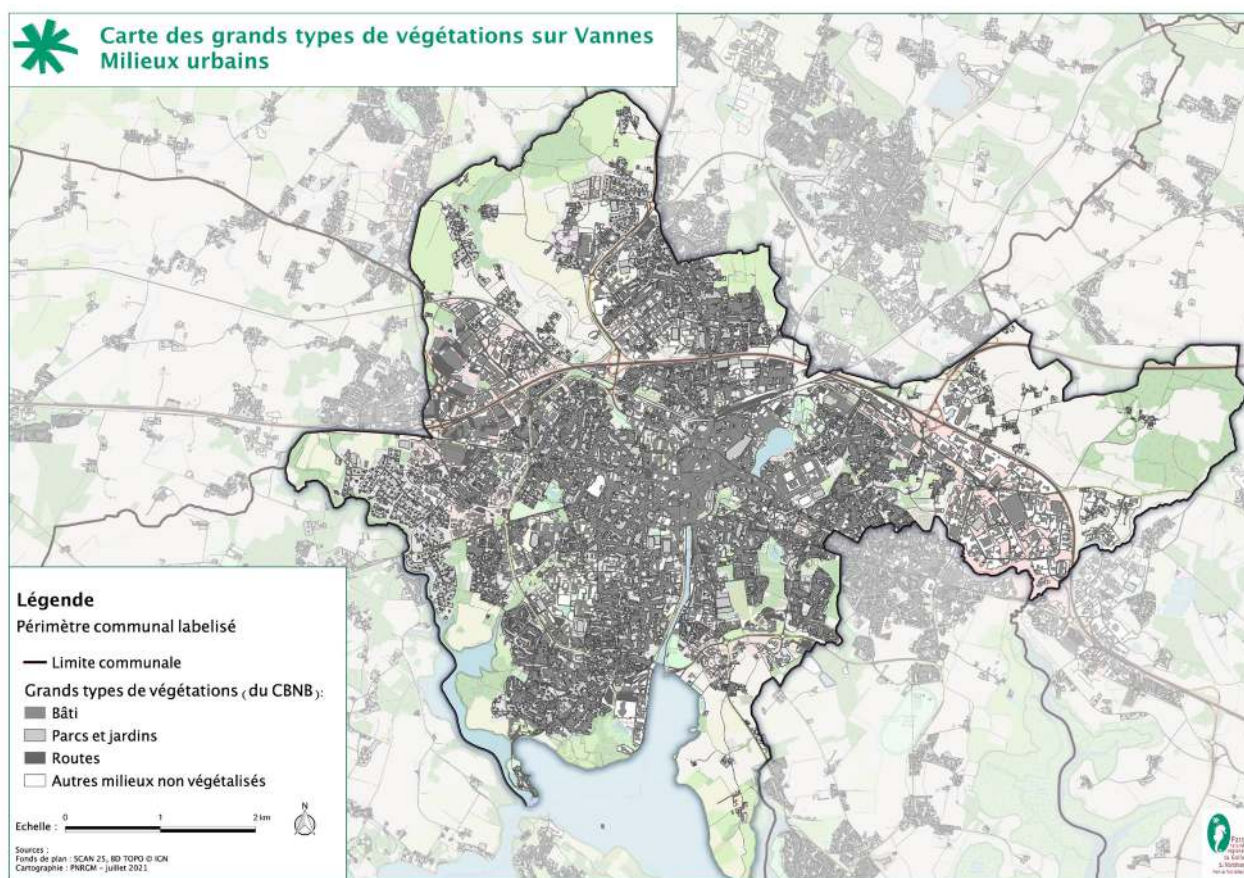 Carte des grands types de végétations sur Vannes
Milieux urbains
Légende
Périmètre communal labelisé
Limite communale
Grands types de végétations (du CBNB):
Bâti
Parcs et jardins
Routes
Autres milieux non végétalisés
Echelle :
0 1 2 km
N
Sources :
Fonds de plan : SCAN 25, BD TOPO © IGN
Cartographie : PNRGM - juillet 2021
Parc